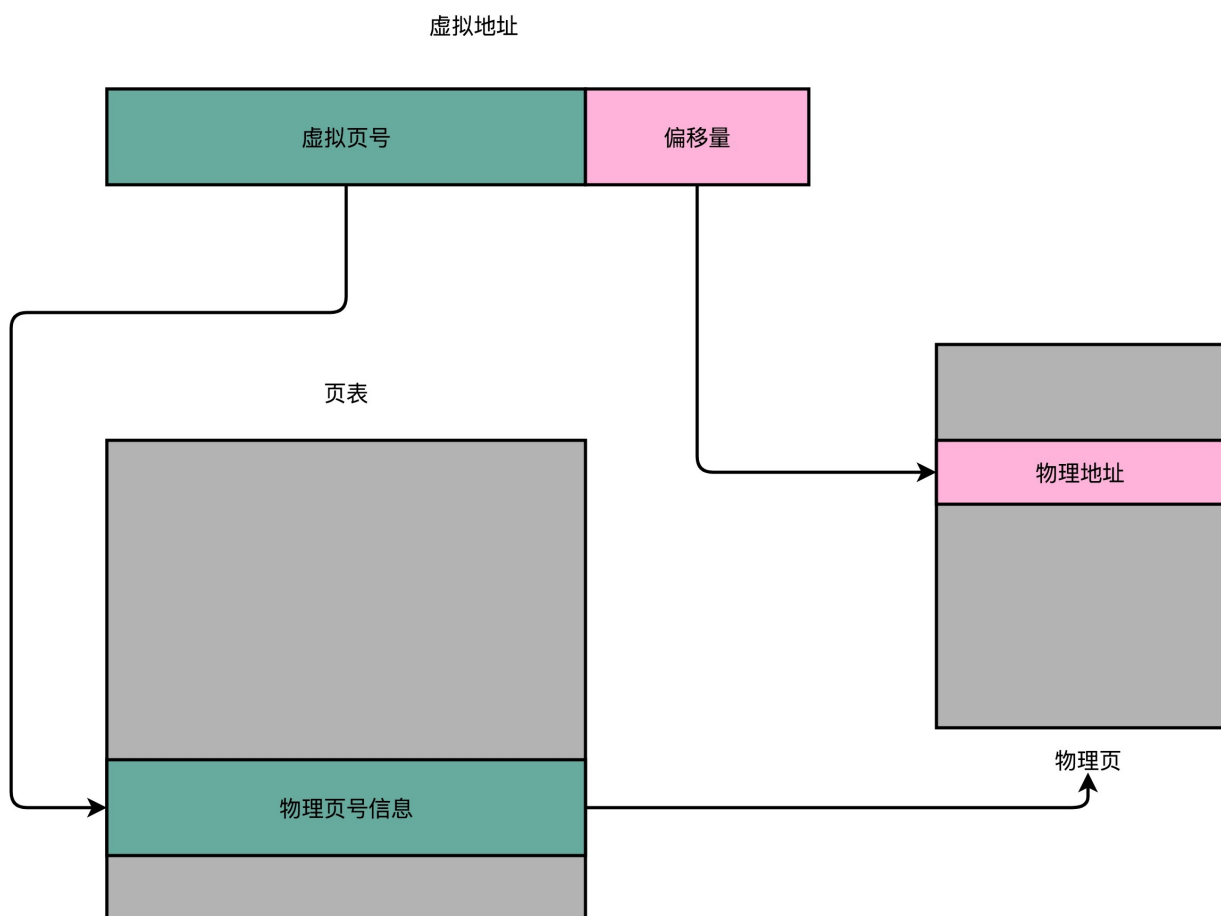 虚拟地址
虚拟页号
偏移量
页表
物理地址
物理页
物理页号信息